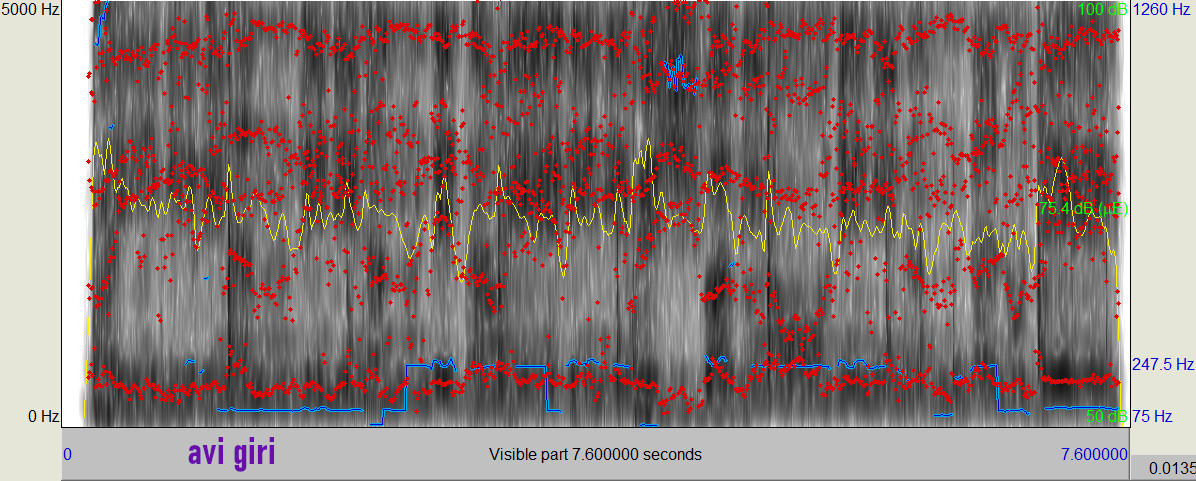 5000 Hz 100 dB 1260 Hz
75.4 dB (µE)
247.5 Hz
0 Hz 50 dB 75 Hz
0 avi giri Visible part 7.600000 seconds 7.600000
0.0135